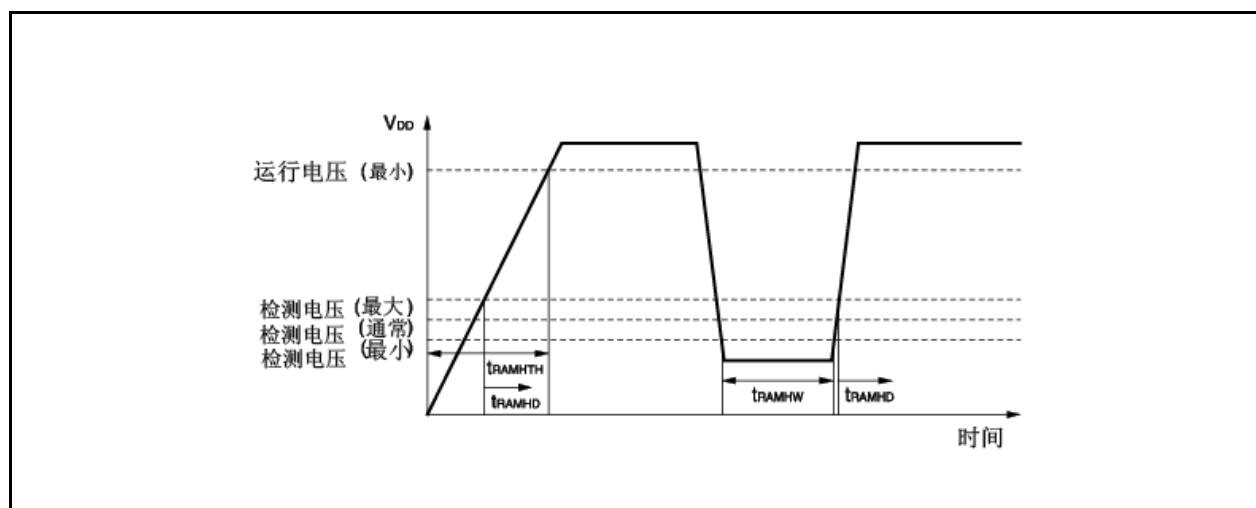 VDD
运行电压 (最小)
检测电压 (最大)
检测电压 (通常)
检测电压 (最小)
tRAMHTH
tRAMHD
tRAMHW
tRAMHD
时间